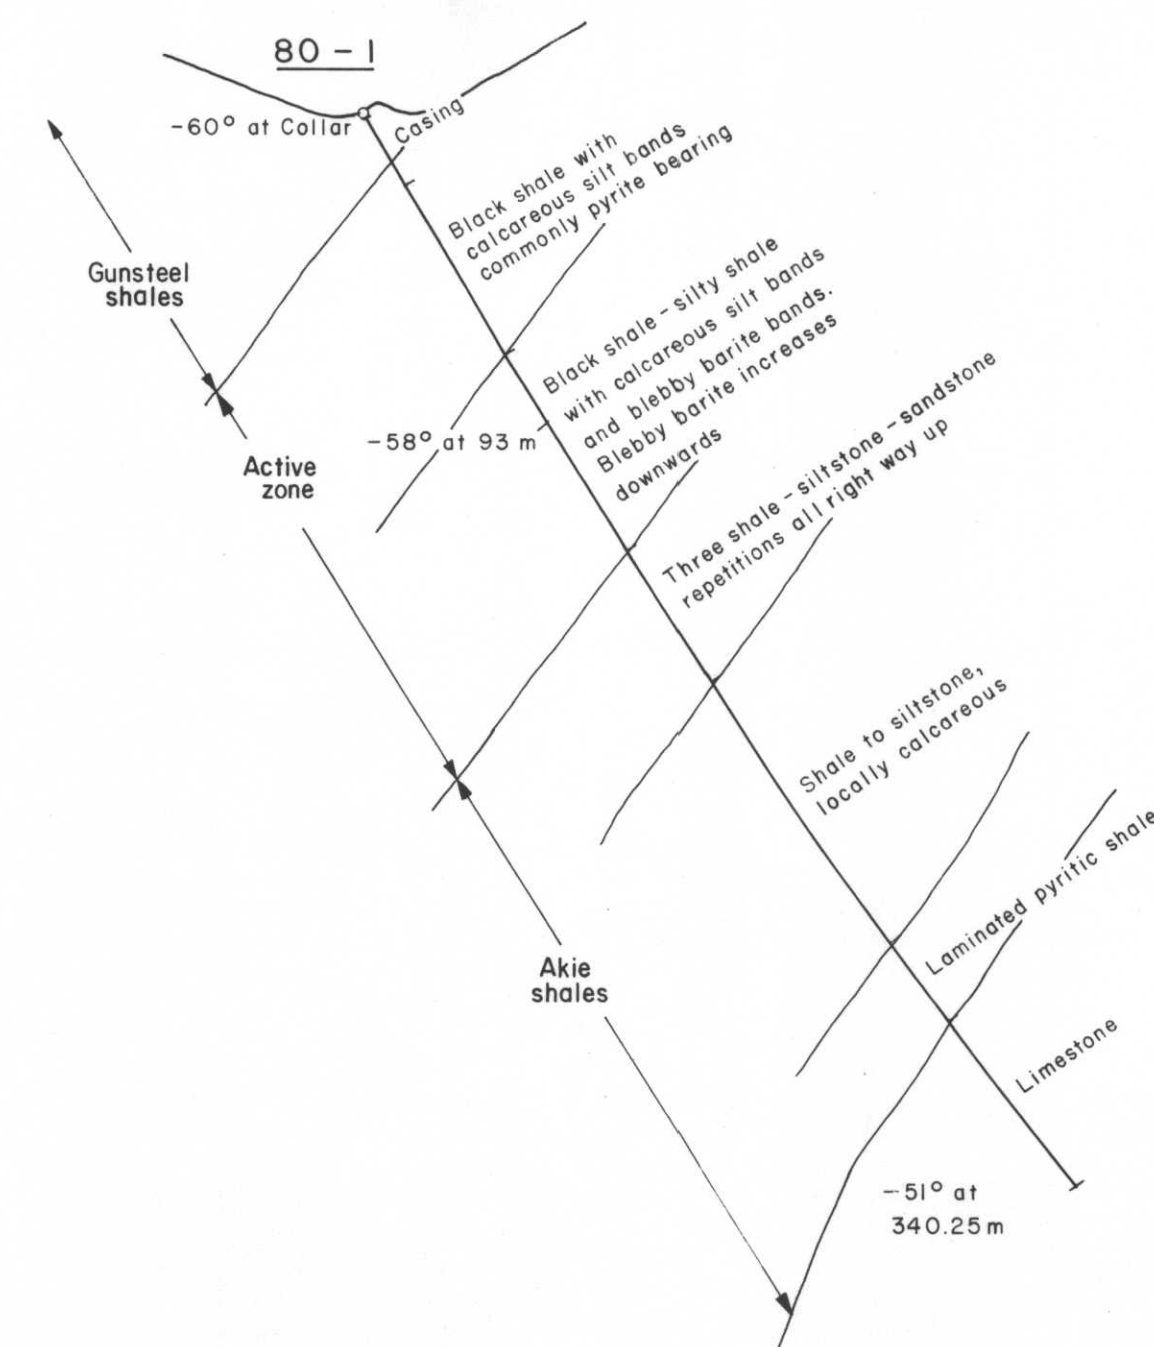 80 - 1
-60° at Collar
Casing
Black shale with
calcareous silt bands
commonly pyrite bearing
Gunsteel
shales
Black shale - silty shale
with calcareous silt bands
and blebby barite bands.
Blebby barite increases
downwards
-58° at 93 m
Active
zone
Three shale - siltstone - sandstone
repetitions all right way up
Shale to siltstone,
locally calcareous
Laminated pyritic shale
Akie
shales
Limestone
-51° at
340.25 m